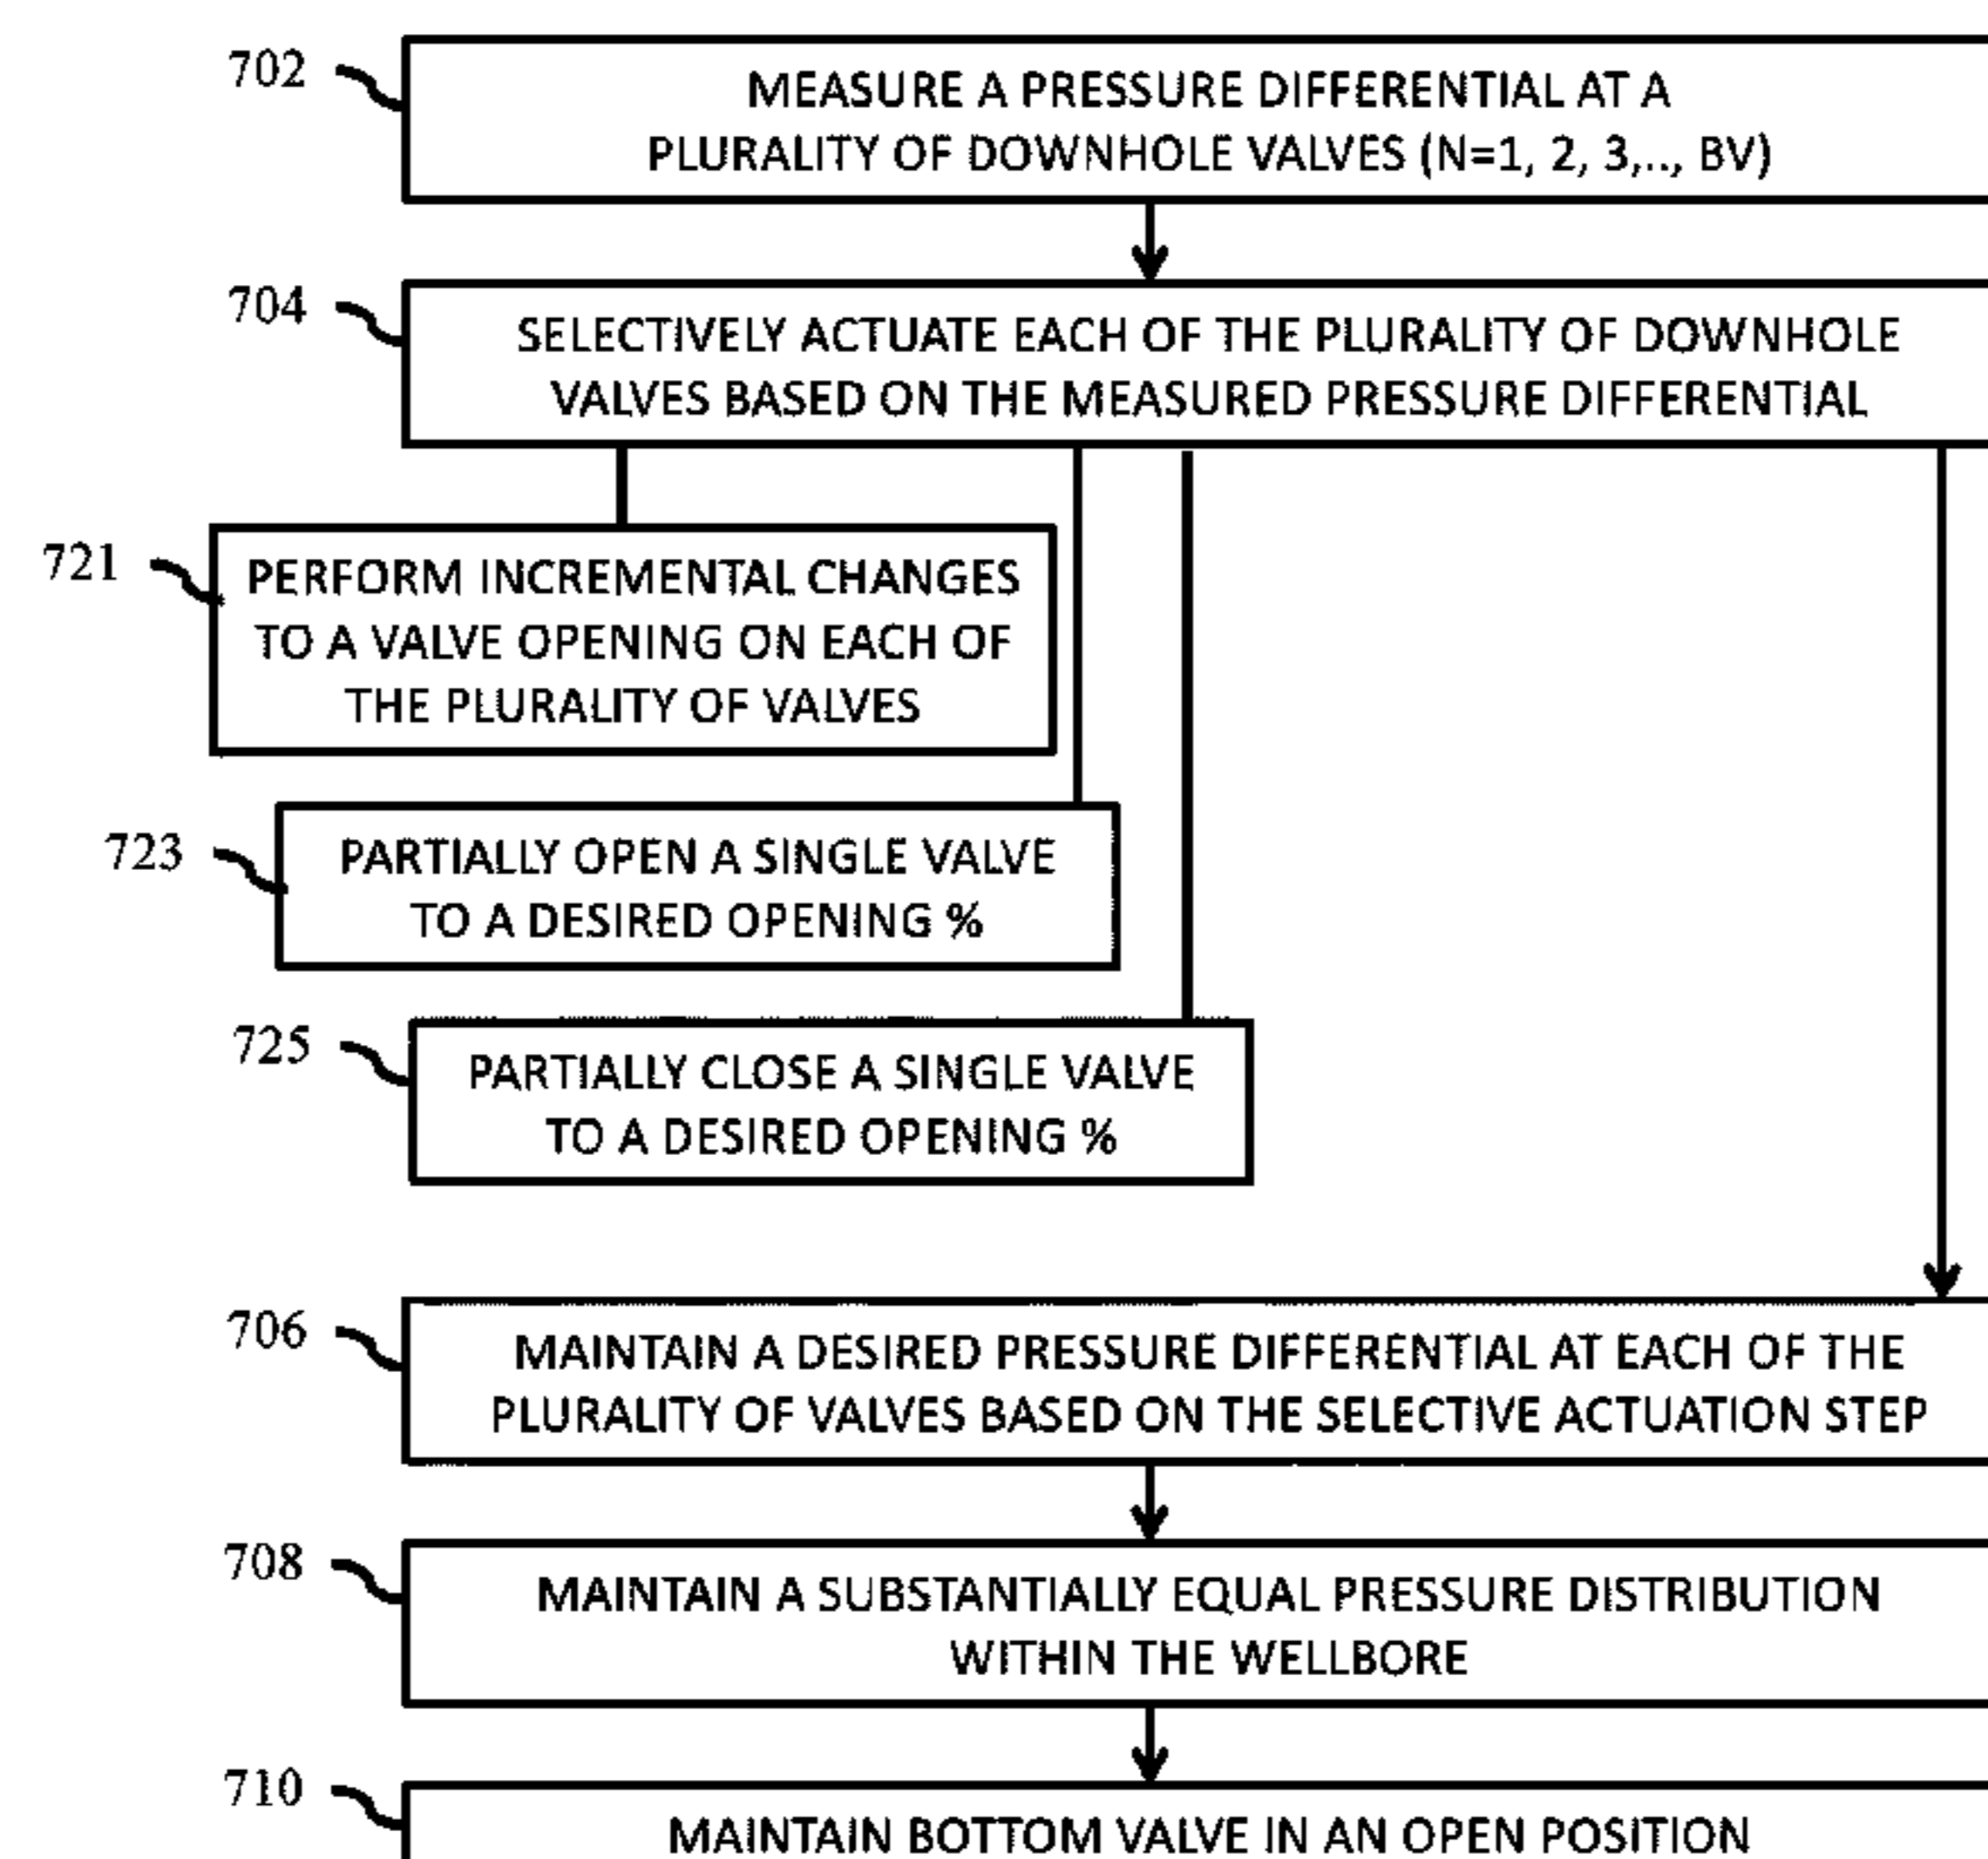 702
MEASURE A PRESSURE DIFFERENTIAL AT A
PLURALITY OF DOWNHOLE VALVES (N=1, 2, 3,.., BV)
704
SELECTIVELY ACTUATE EACH OF THE PLURALITY OF DOWNHOLE
VALVES BASED ON THE MEASURED PRESSURE DIFFERENTIAL
721
PERFORM INCREMENTAL CHANGES
TO A VALVE OPENING ON EACH OF
THE PLURALITY OF VALVES
723
PARTIALLY OPEN A SINGLE VALVE
TO A DESIRED OPENING %
725
PARTIALLY CLOSE A SINGLE VALVE
TO A DESIRED OPENING %
706
MAINTAIN A DESIRED PRESSURE DIFFERENTIAL AT EACH OF THE
PLURALITY OF VALVES BASED ON THE SELECTIVE ACTUATION STEP
708
MAINTAIN A SUBSTANTIALLY EQUAL PRESSURE DISTRIBUTION
WITHIN THE WELLBORE
710
MAINTAIN BOTTOM VALVE IN AN OPEN POSITION